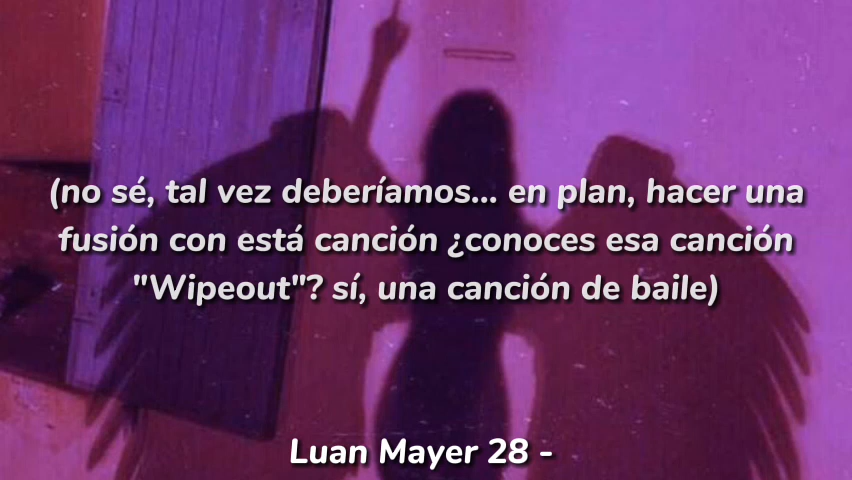 (no sé, tal vez deberíamos... en plan, hacer una
fusión con está canción ¿conoces esa canción
"Wipeout"? sí, una canción de baile)
Luan Mayer 28 -